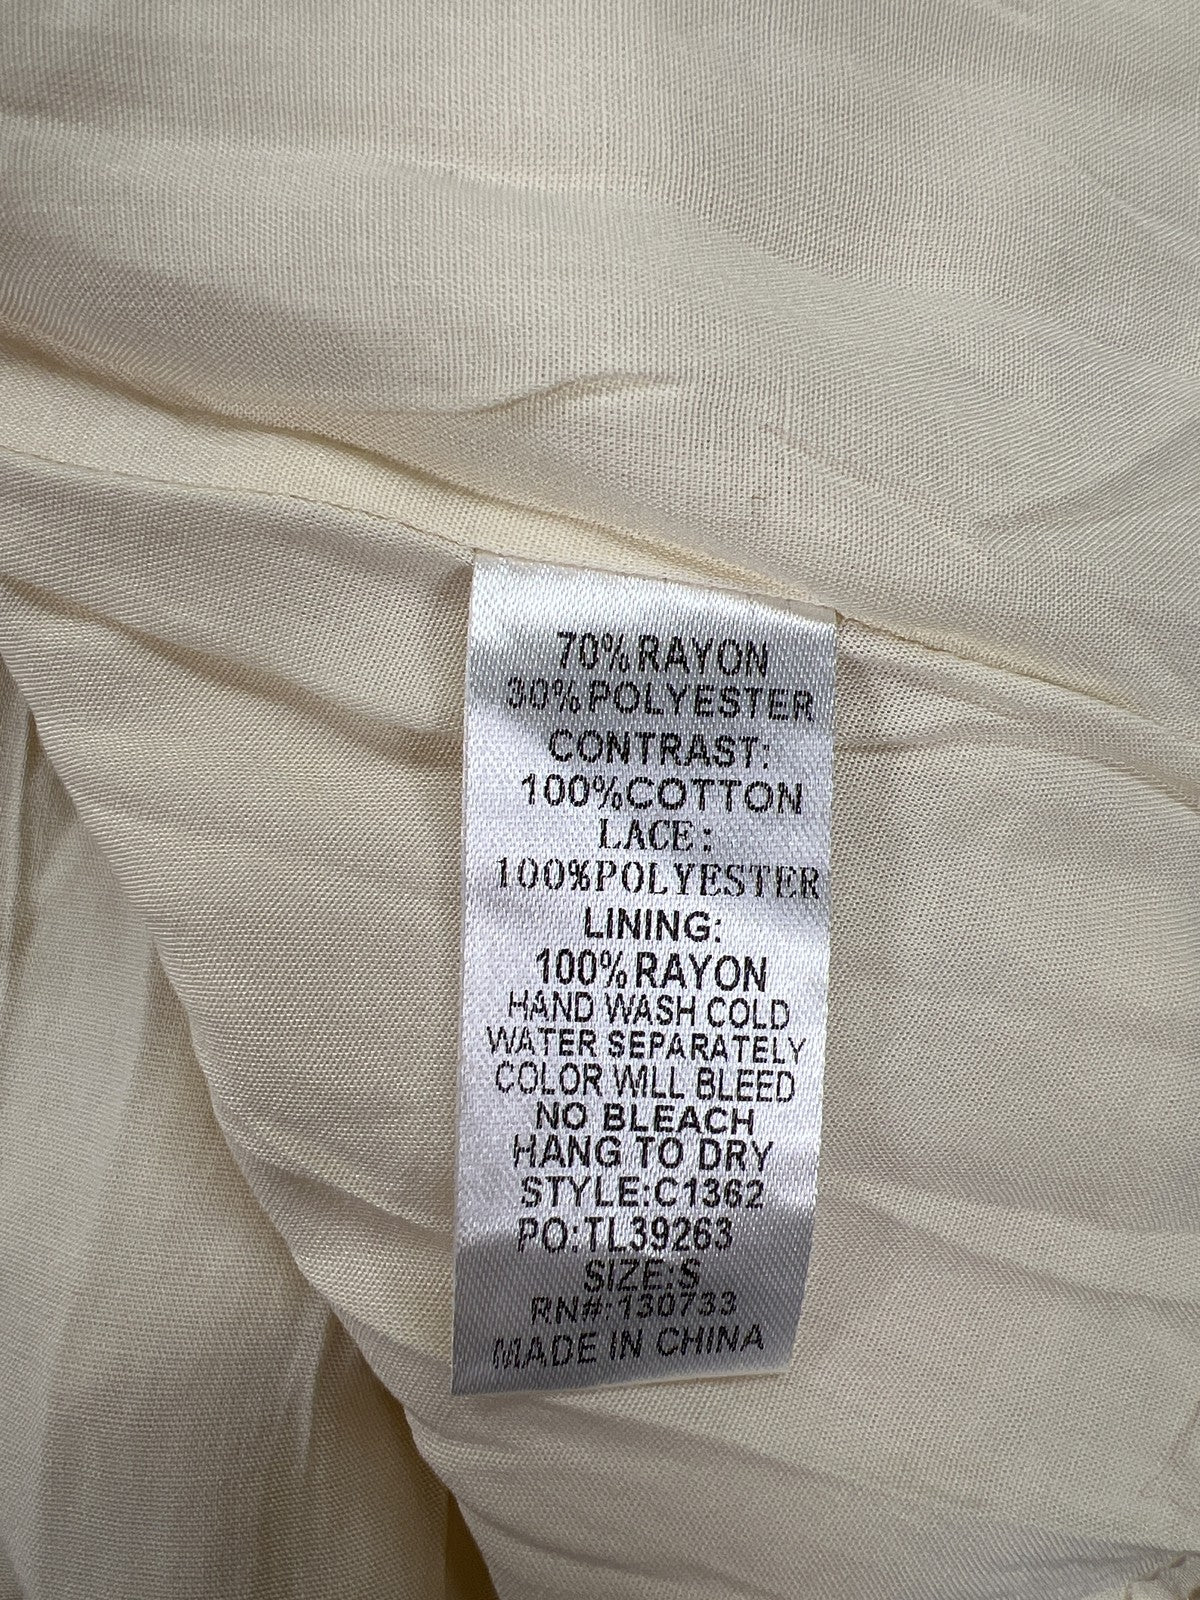 70% RAYON
30% POLYESTER
CONTRAST:
100%COTTON
LACE:
100%POLYESTER
LINING:
100% RAYON
HAND WASH COLD
WATER SEPARATELY
COLOR WILL BLEED
NO BLEACH
HANG TO DRY
STYLE:C1362
PO:TL39263
SIZE:S
RN#:130733
MADE IN CHINA